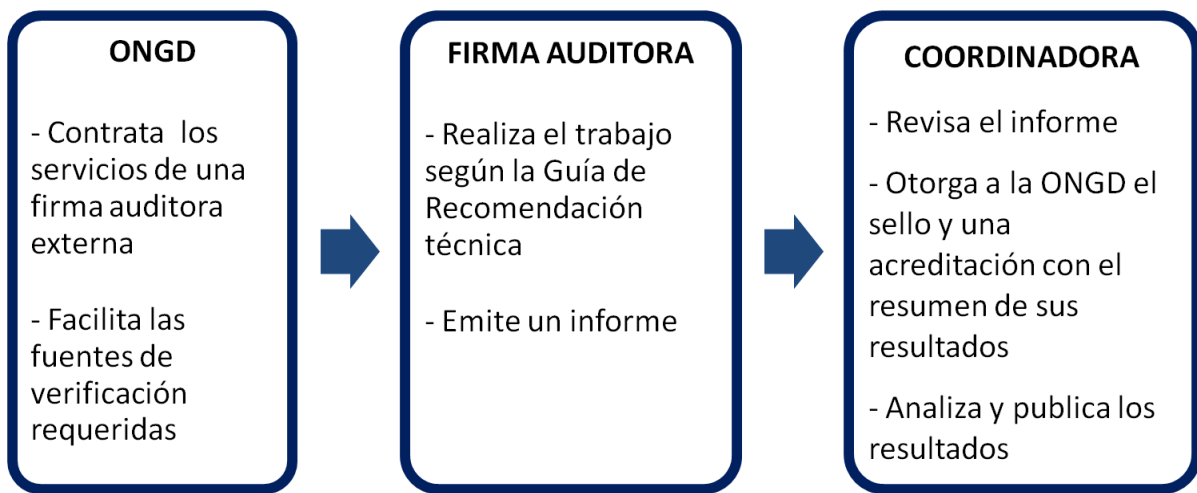 ONGD
- Contrata los
servicios de una
firma auditora
externa
- Facilita las
fuentes de
verificación
requeridas
FIRMA AUDITORA
- Realiza el trabajo
según la Guía de
Recomendación
técnica
- Emite un informe
COORDINADORA
- Revisa el informe
- Otorga a la ONGD el
sello y una
acreditación con el
resumen de sus
resultados
- Analiza y publica los
resultados